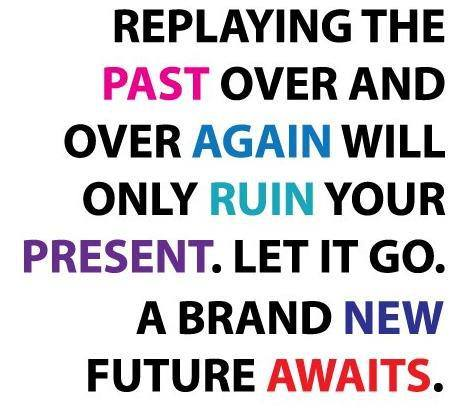 REPLAYING THE
PAST OVER AND
OVER AGAIN WILL
ONLY RUIN YOUR
PRESENT. LET IT GO.
A BRAND NEW
FUTURE AWAITS.